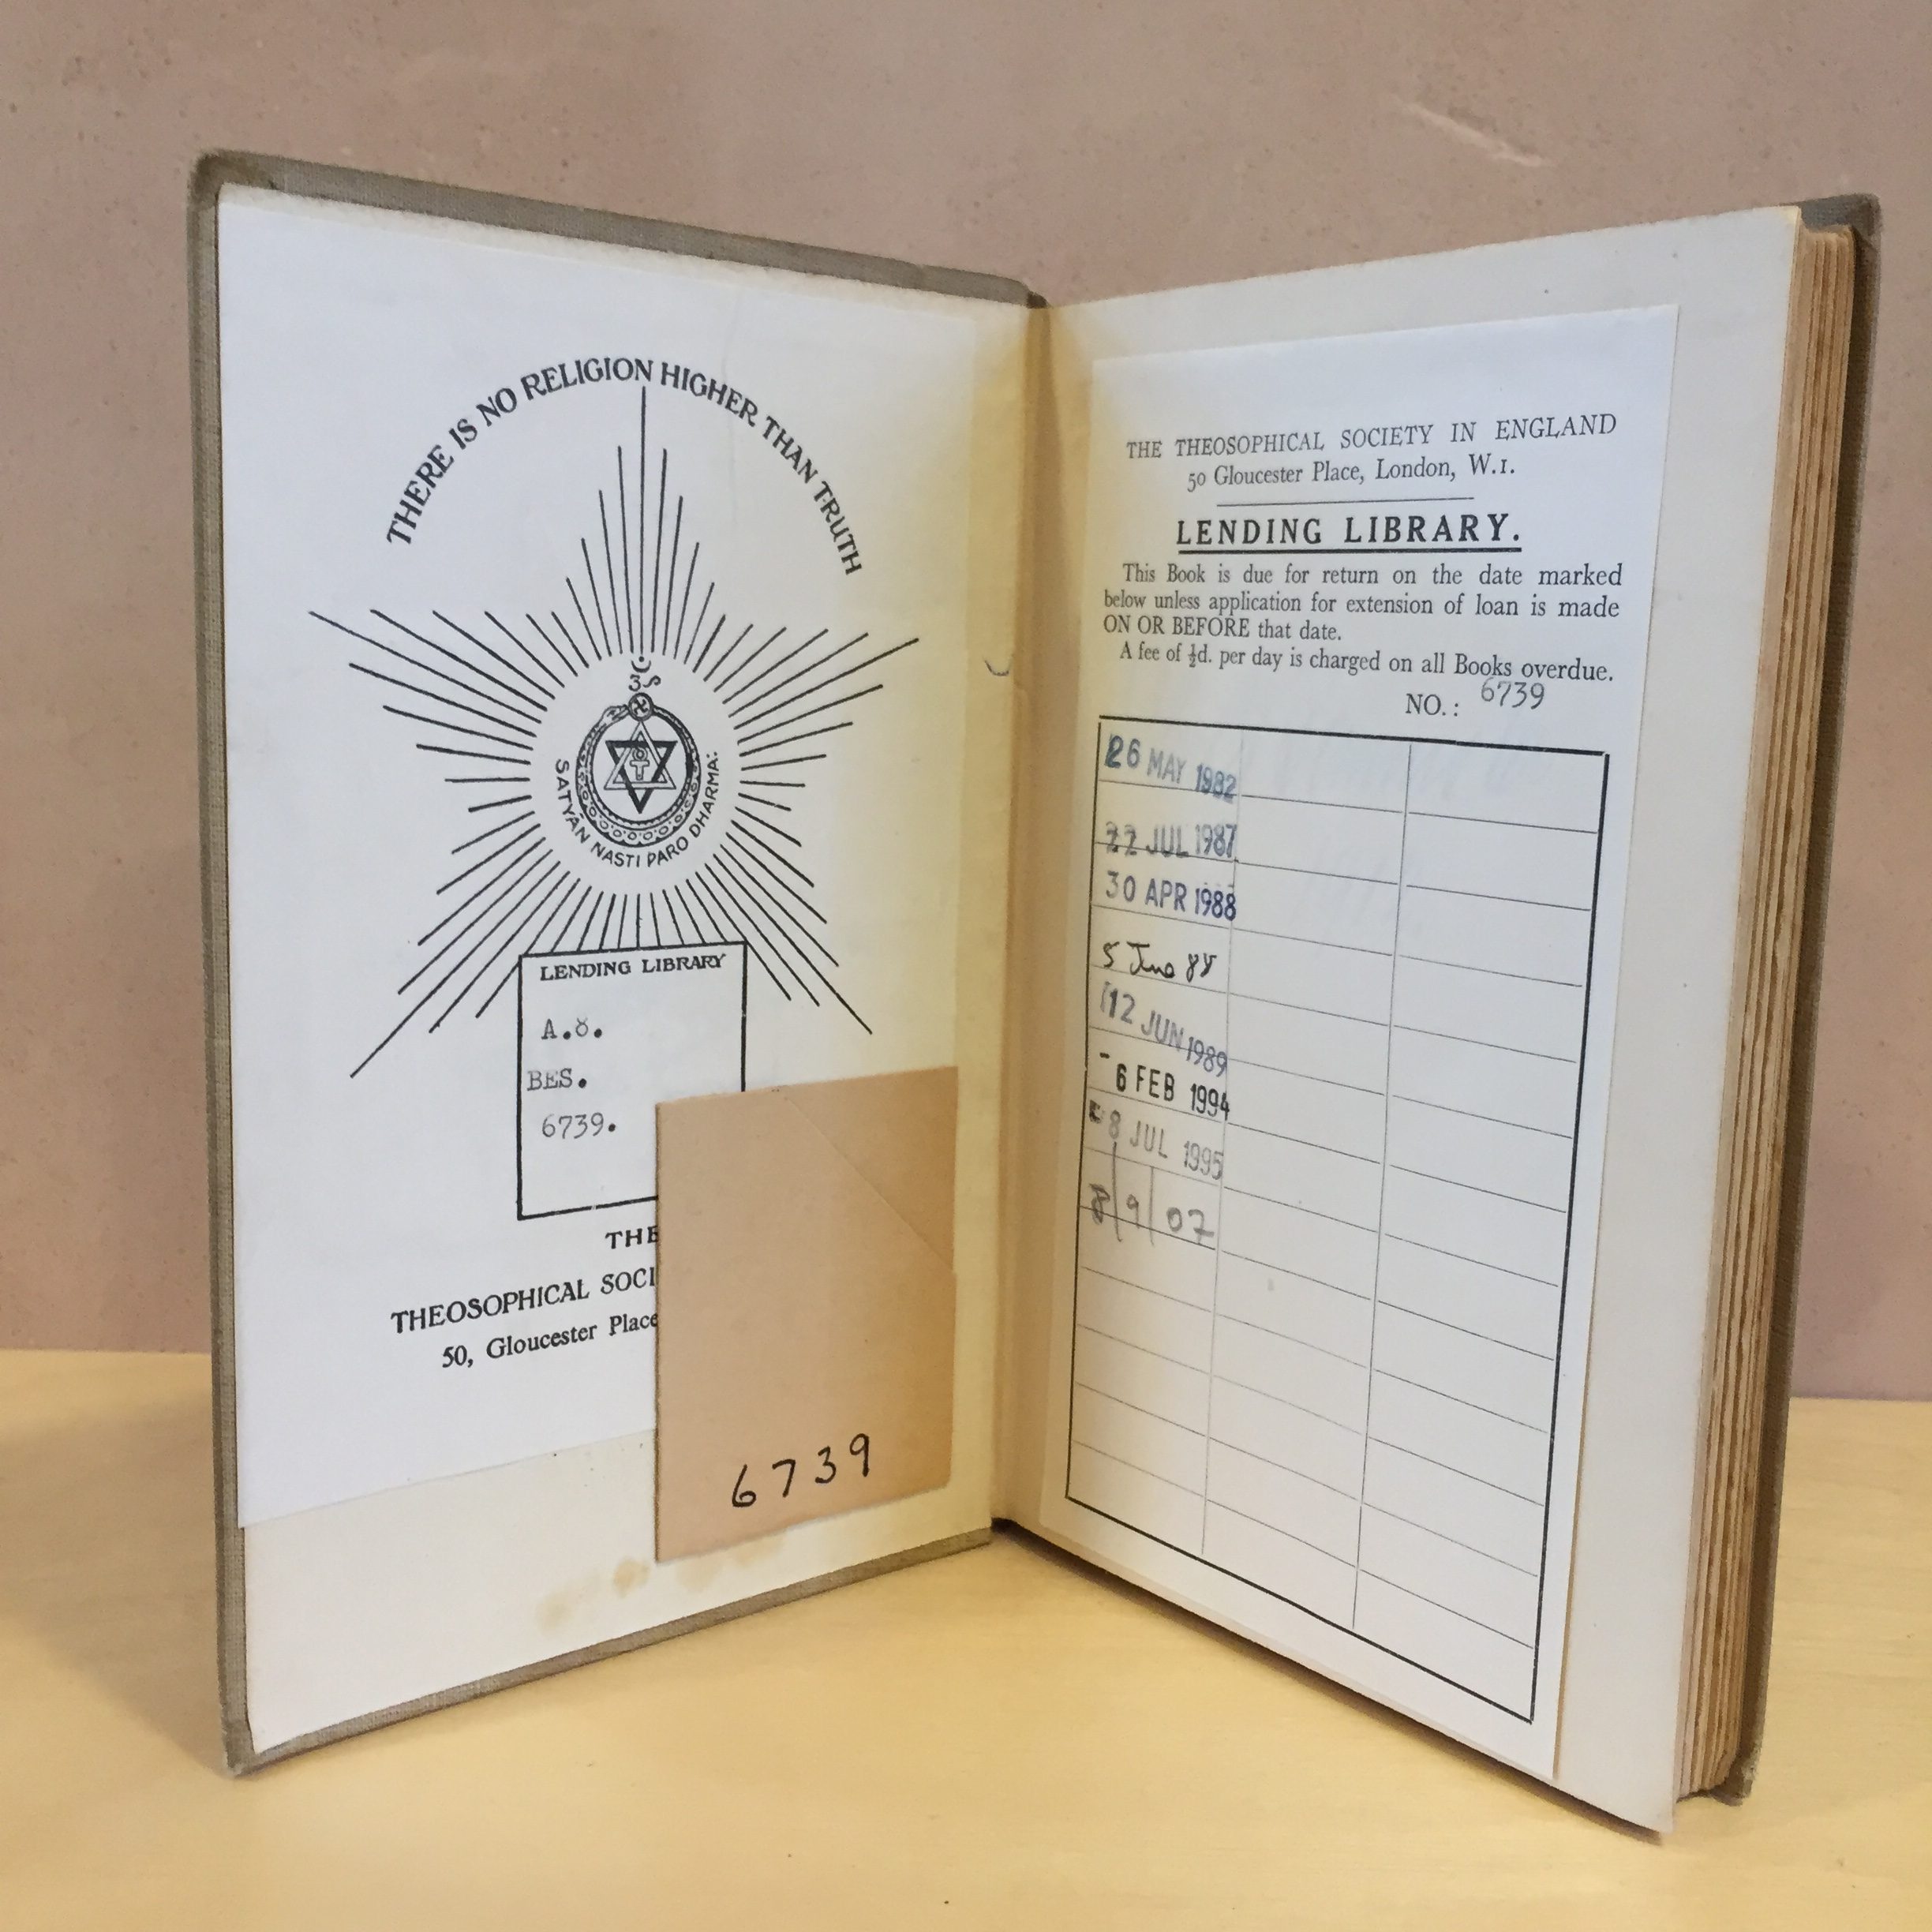 THERE IS NO RELIGION HIGHER THAN TRUTH
SATYĀN NASTI PARO DHARMA:
LENDING LIBRARY
A.8.
BES.
6739.
THE
THEOSOPHICAL SOCI
50, Gloucester Place
6739
THE THEOSOPHICAL SOCIETY IN ENGLAND
50 Gloucester Place, London, W.1.
LENDING LIBRARY.
This Book is due for return on the date marked
below unless application for extension of loan is made
ON OR BEFORE that date.
A fee of ½d. per day is charged on all Books overdue.
NO.: 6739
26 MAY 1982
22 JUL 1987
30 APR 1988
5
12 JUN 1989
-6 FEB 1994
8 JUL 1995
8/9/07